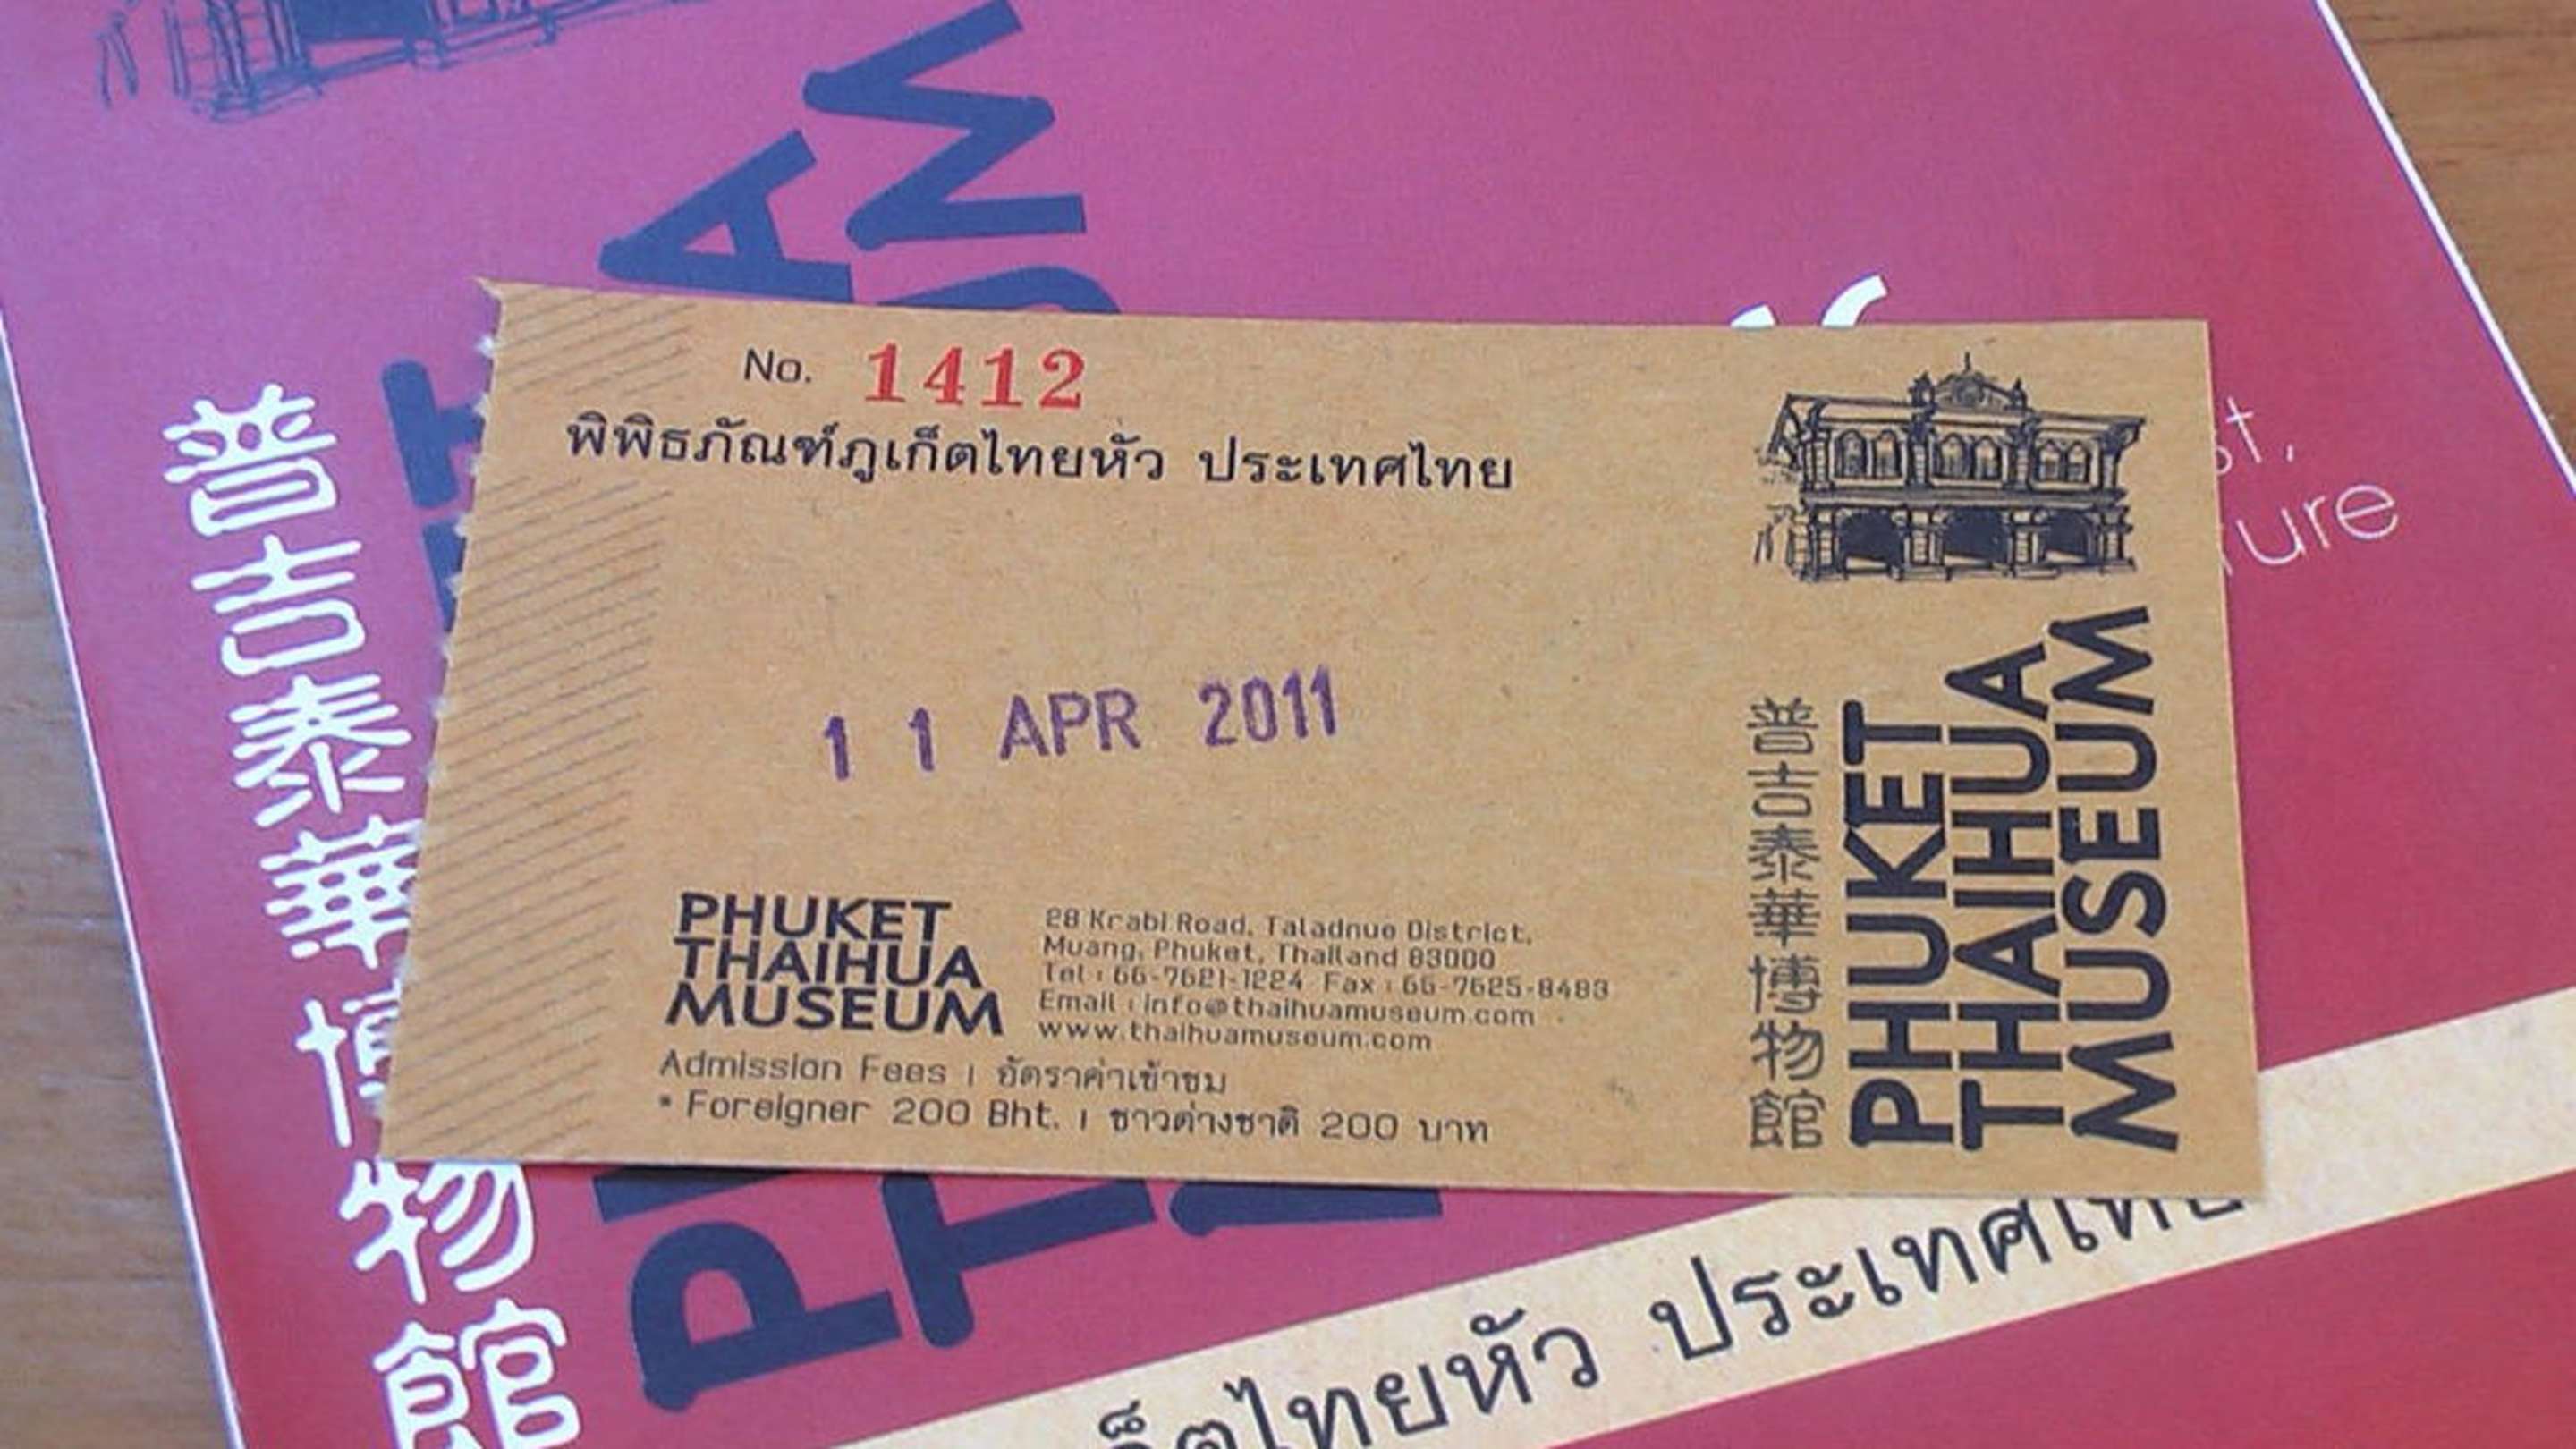 No. 1412
พิพิธภัณฑ์ภูเก็ตไทยหัว ประเทศไทย
11 APR 2011
PHUKET
THAIHUA
MUSEUM
28 Krabi Road, Taladnue District,
Muang, Phuket, Thailand 83000
Tel : 66-7621-1224 Fax : 66-7625-8483
Email : info@thaihuamuseum.com
www.thaihuamuseum.com
Admission Fees | อัตราค่าเข้าชม
* Foreigner 200 Bht. | ชาวต่างชาติ 200 บาท
普吉泰華博物館
PHUKET
THAIHUA
MUSEUM
普吉泰華博物館
ไทยหัว ประเทศไทย